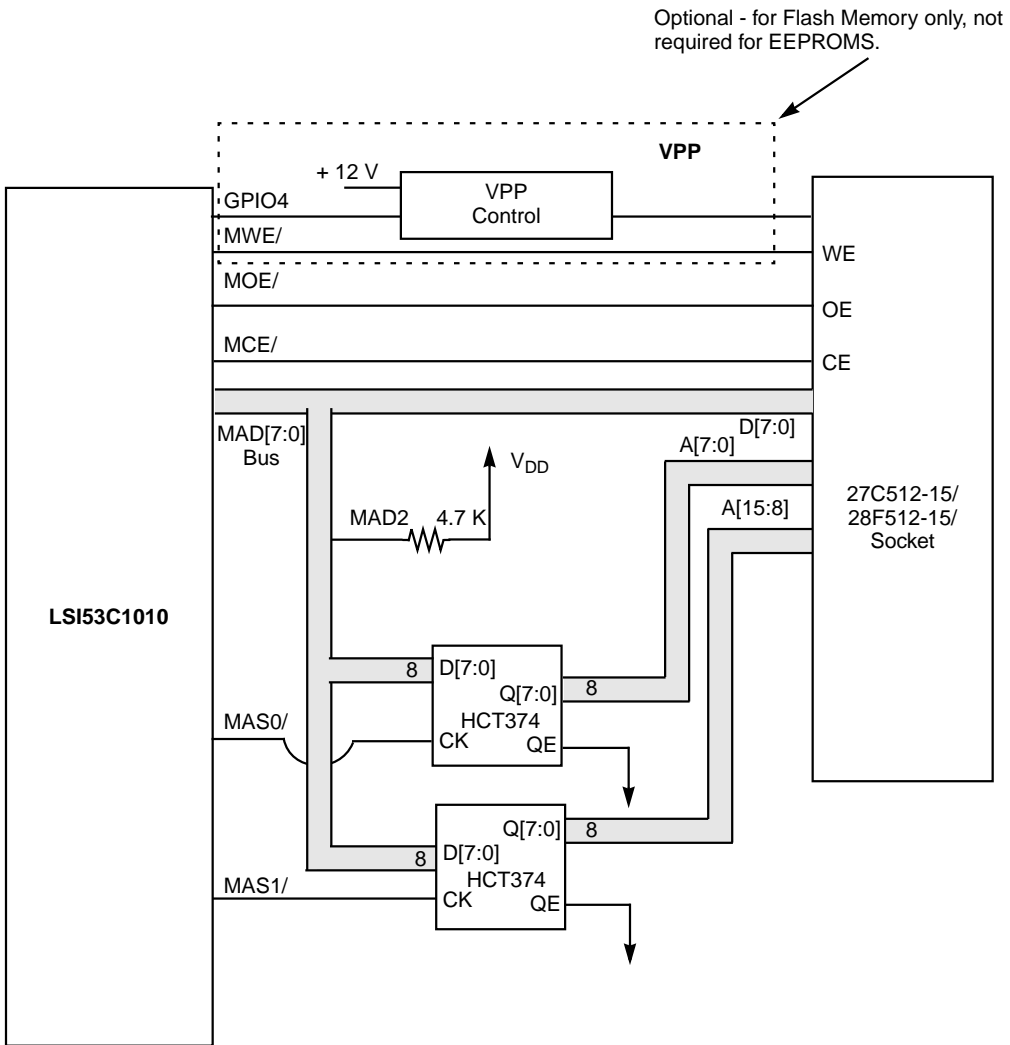 Optional - for Flash Memory only, not
required for EEPROMS.
VPP
+ 12 V
VPP
Control
GPIO4
MWE/
WE
MOE/
OE
MCE/
CE
MAD[7:0]
Bus
D[7:0]
A[7:0]
VDD
MAD2 4.7 K
A[15:8]
27C512-15/
28F512-15/
Socket
LSI53C1010
8
D[7:0]
Q[7:0]
8
HCT374
MAS0/
CK
QE
Q[7:0]
8
8
D[7:0]
HCT374
MAS1/
CK
QE